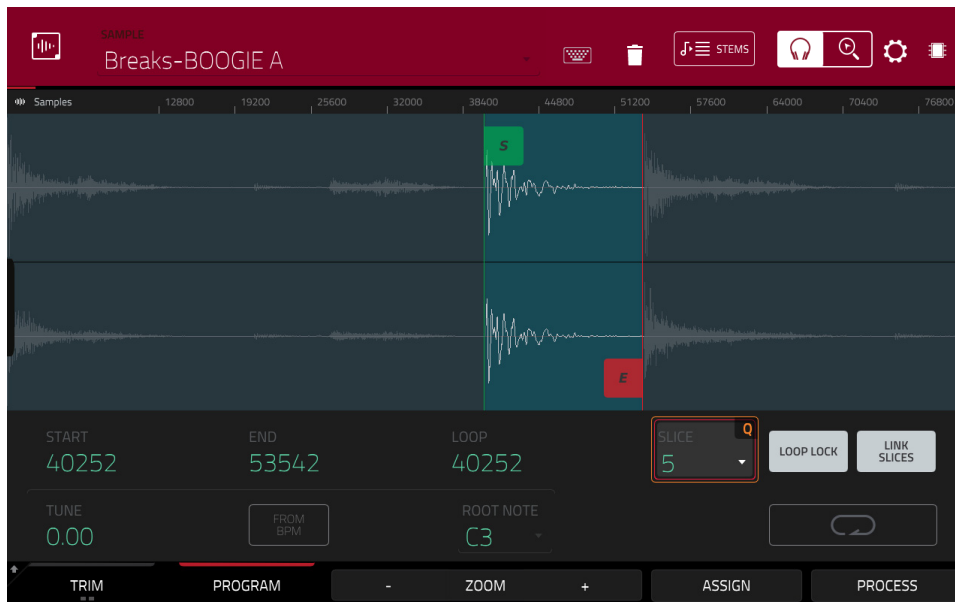 SAMPLE
Breaks-BOOGIE A
STEMS
Samples 12800 19200 25600 32000 38400 44800 51200 57600 64000 70400 76800
S
E
START END LOOP SLICE Q
40252 53542 40252 5 LOOP LOCK LINK SLICES
TUNE FROM BPM ROOT NOTE
0.00 C3
TRIM PROGRAM - ZOOM + ASSIGN PROCESS